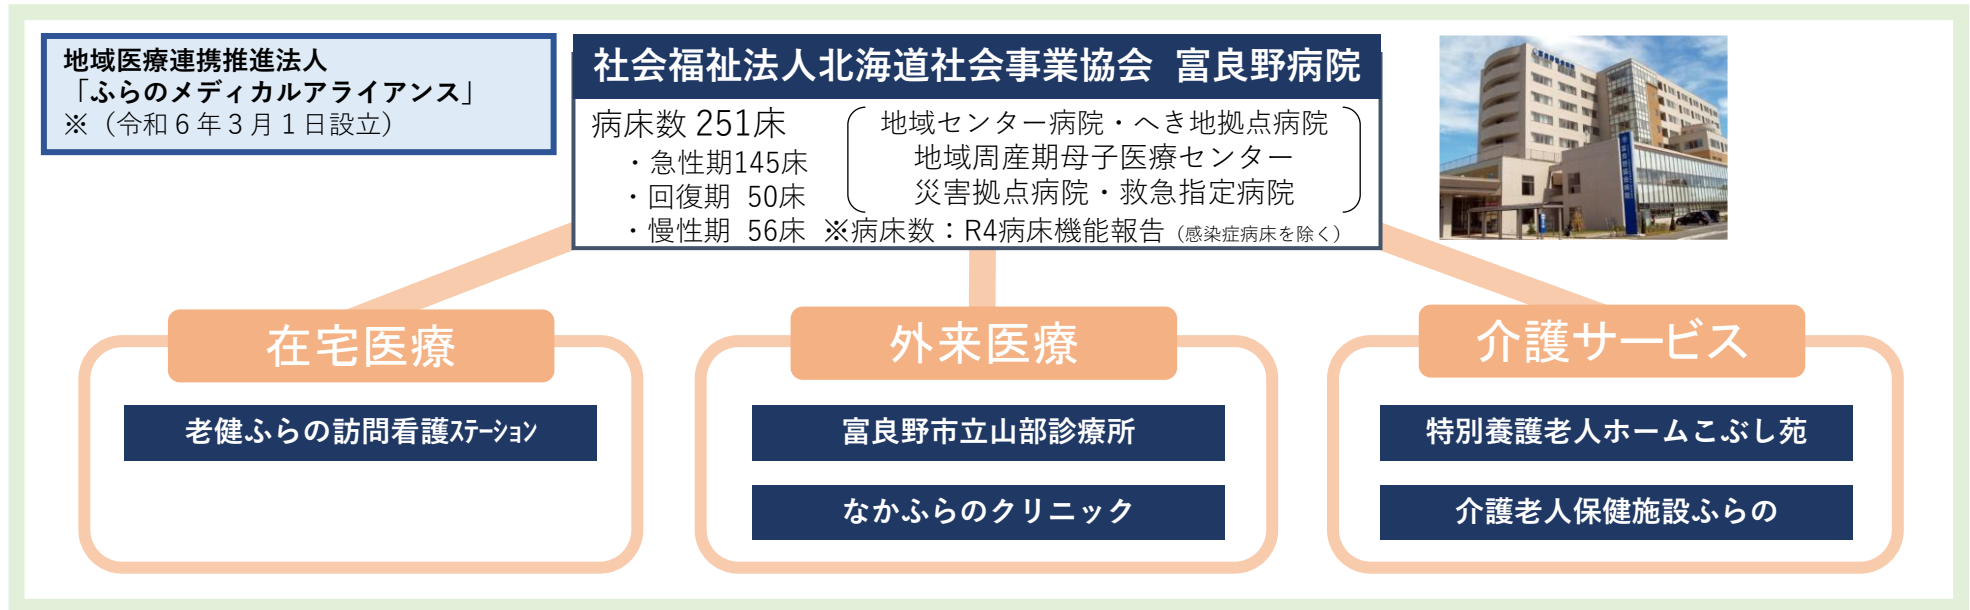 地域医療連携推進法人
「ふらのメディカルアライアンス」
※（令和６年３月１日設立）
社会福祉法人北海道社会事業協会 富良野病院
病床数 251床
・急性期145床
・回復期 50床
・慢性期 56床
地域センター病院・へき地拠点病院
地域周産期母子医療センター
災害拠点病院・救急指定病院
※病床数：R4病床機能報告（感染症病床を除く）
在宅医療
老健ふらの訪問看護ｽﾃｰｼｮﾝ
外来医療
富良野市立山部診療所
なかふらのクリニック
介護サービス
特別養護老人ホームこぶし苑
介護老人保健施設ふらの